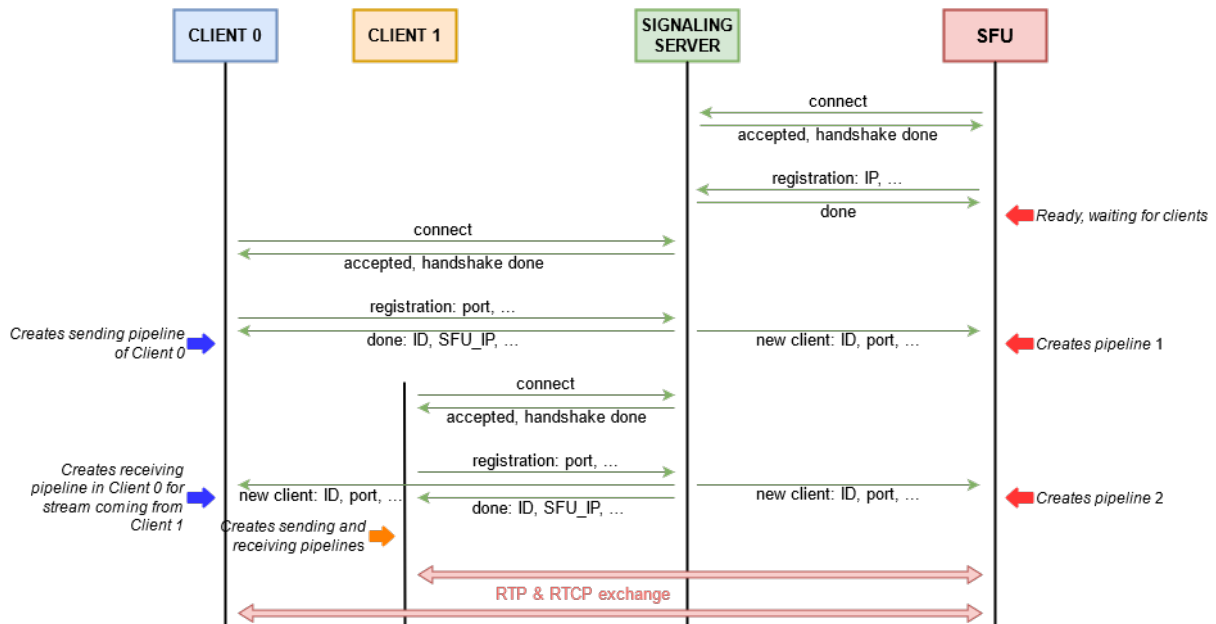 CLIENT 0
CLIENT 1
SIGNALING
SERVER
SFU
connect
accepted, handshake done
registration: IP, ...
done
Ready, waiting for clients
connect
accepted, handshake done
registration: port, ...
Creates sending pipeline
of Client 0
done: ID, SFU_IP, ...
new client: ID, port, ...
Creates pipeline 1
connect
accepted, handshake done
registration: port, ...
Creates receiving
pipeline in Client 0 for
stream coming from
Client 1
new client: ID, port, ...
done: ID, SFU_IP, ...
new client: ID, port, ...
Creates pipeline 2
Creates sending and
receiving pipelines
RTP & RTCP exchange